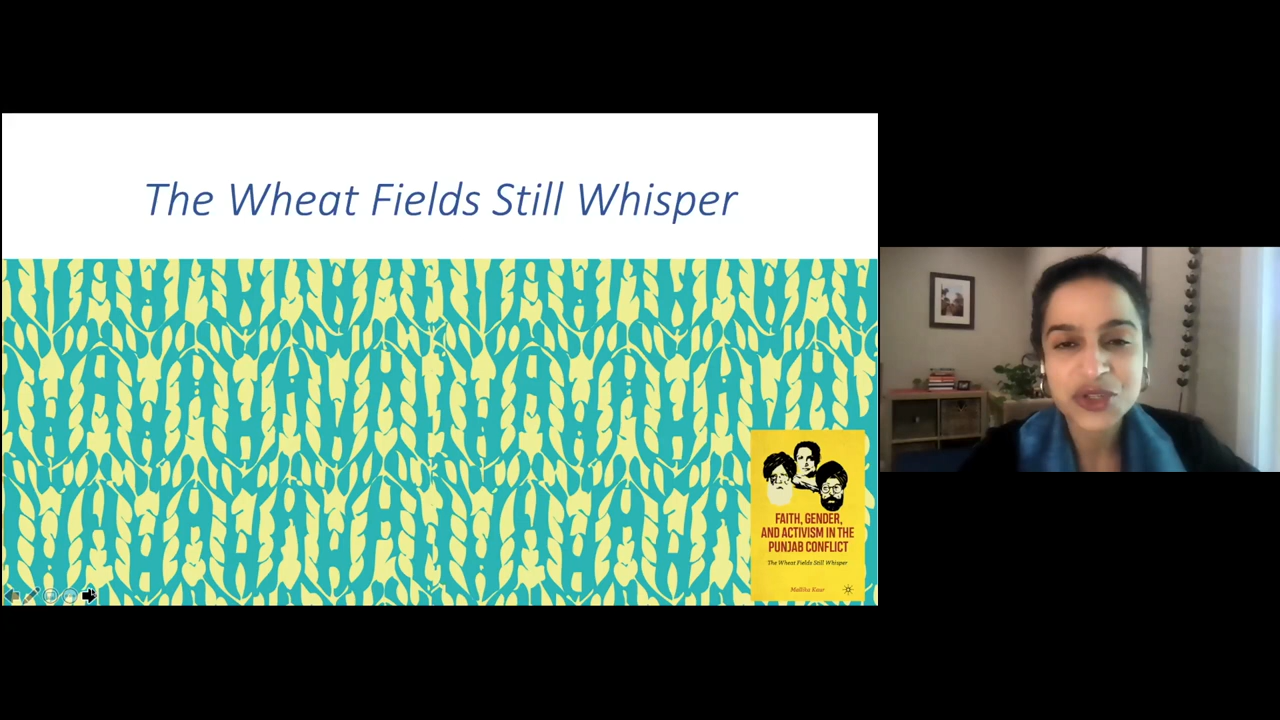 The Wheat Fields Still Whisper
FAITH, GENDER,
AND ACTIVISM IN THE
PUNJAB CONFLICT
The Wheat Fields Still Whisper
Mallika Kaur